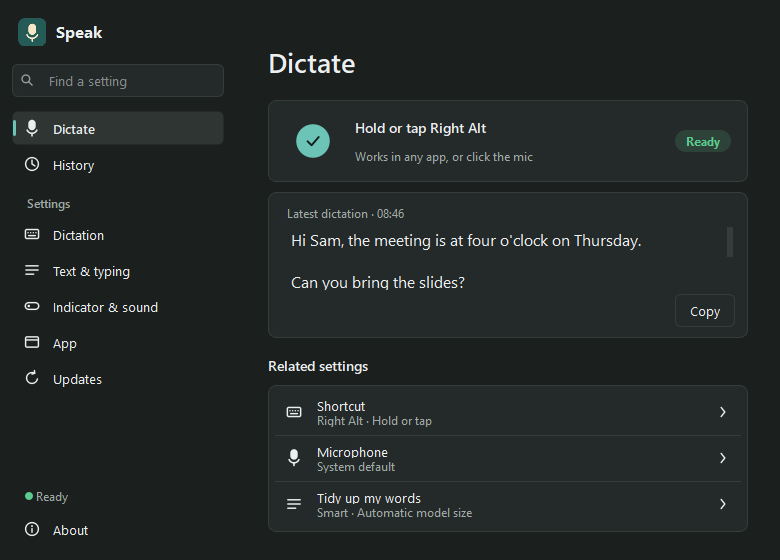 Speak
Find a setting
Dictate
History
Settings
Dictation
Text & typing
Indicator & sound
App
Updates
Ready
About
Dictate
Hold or tap Right Alt
Works in any app, or click the mic
Ready
Latest dictation · 08:46
Hi Sam, the meeting is at four o'clock on Thursday.
Can you bring the slides?
Copy
Related settings
Shortcut
Right Alt · Hold or tap
Microphone
System default
Tidy up my words
Smart · Automatic model size